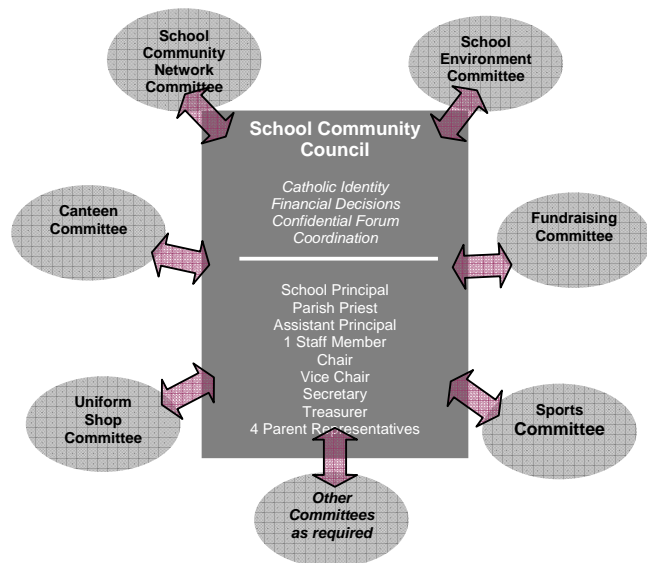 School
Community
Network
Committee
School
Environment
Committee
School Community
Council
Catholic Identity
Financial Decisions
Confidential Forum
Coordination
Canteen
Committee
Fundraising
Committee
School Principal
Parish Priest
Assistant Principal
1 Staff Member
Chair
Vice Chair
Secretary
Treasurer
4 Parent Representatives
Uniform
Shop
Committee
Sports
Committee
Other
Committees
as required